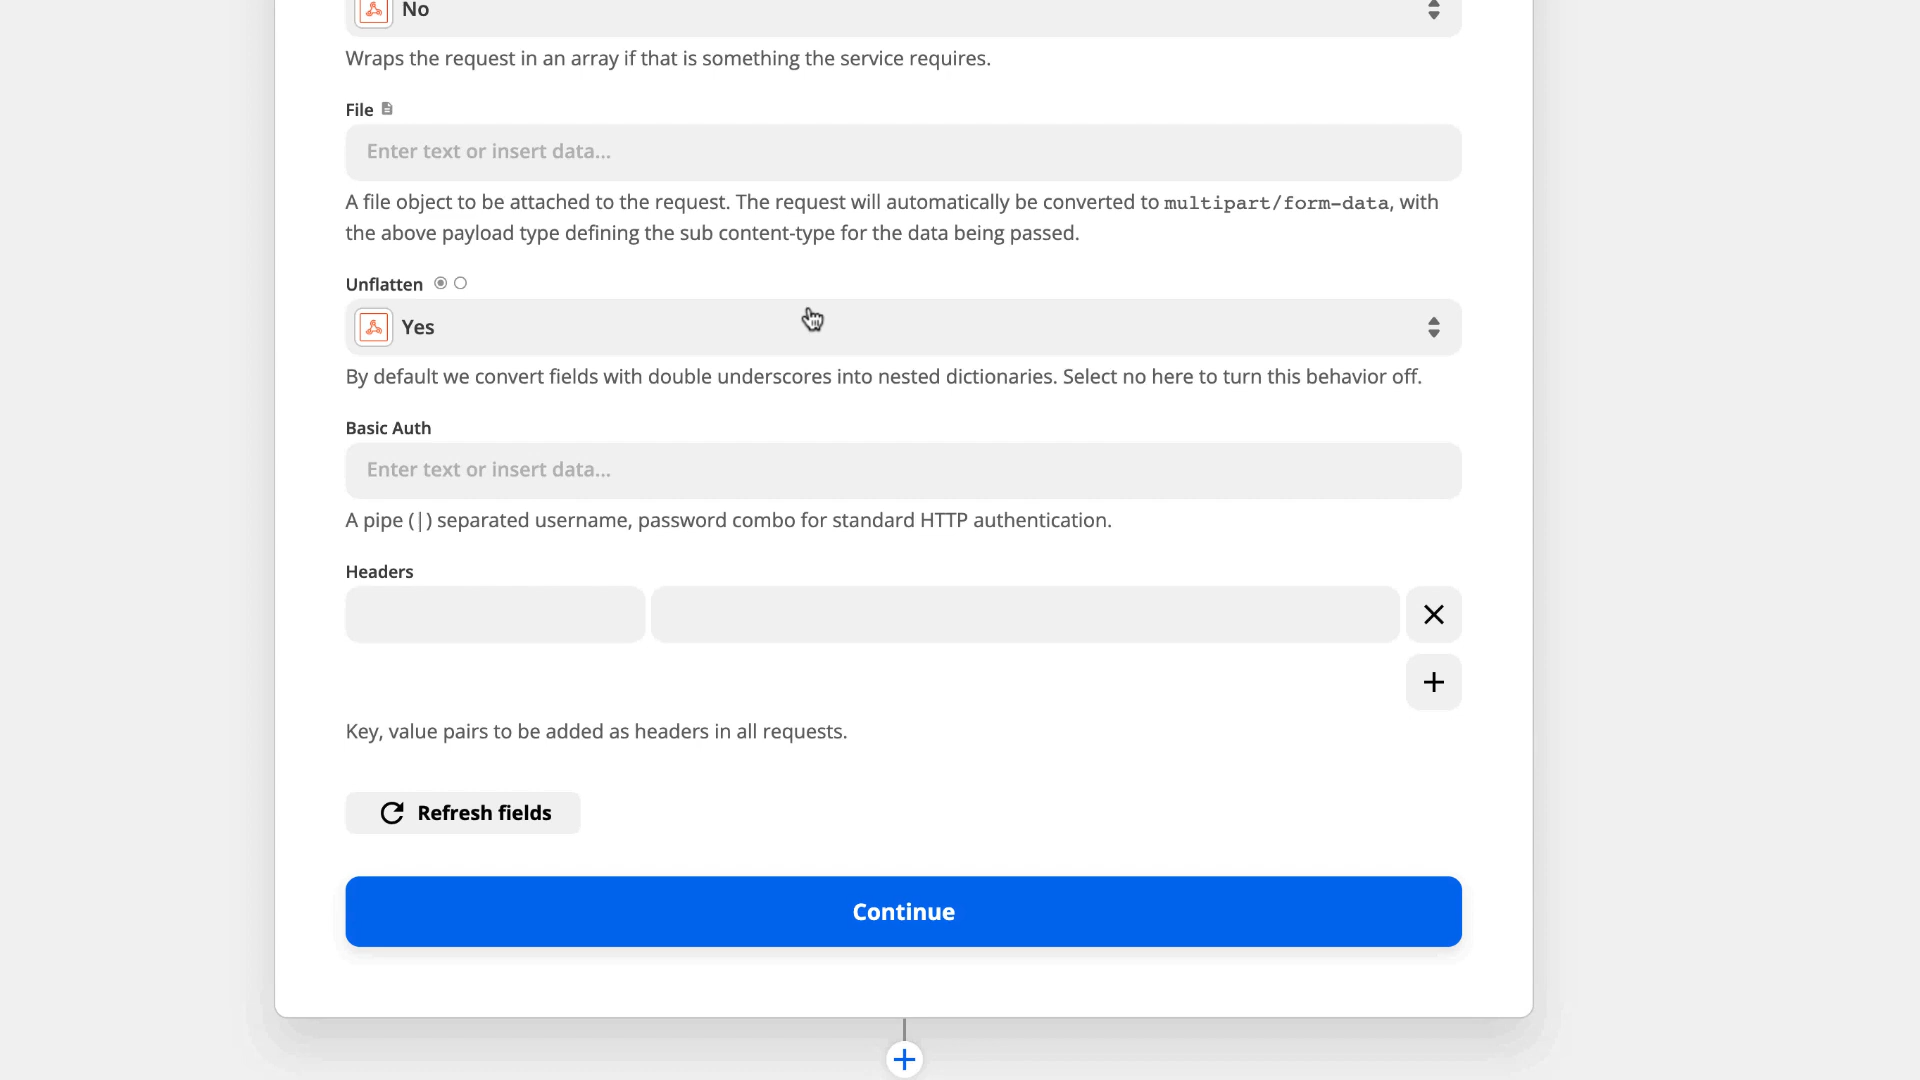 No
Wraps the request in an array if that is something the service requires.
File
Enter text or insert data...
A file object to be attached to the request. The request will automatically be converted to multipart/form-data, with
the above payload type defining the sub content-type for the data being passed.
Unflatten
Yes
By default we convert fields with double underscores into nested dictionaries. Select no here to turn this behavior off.
Basic Auth
Enter text or insert data...
A pipe (|) separated username, password combo for standard HTTP authentication.
Headers
Key, value pairs to be added as headers in all requests.
Refresh fields
Continue